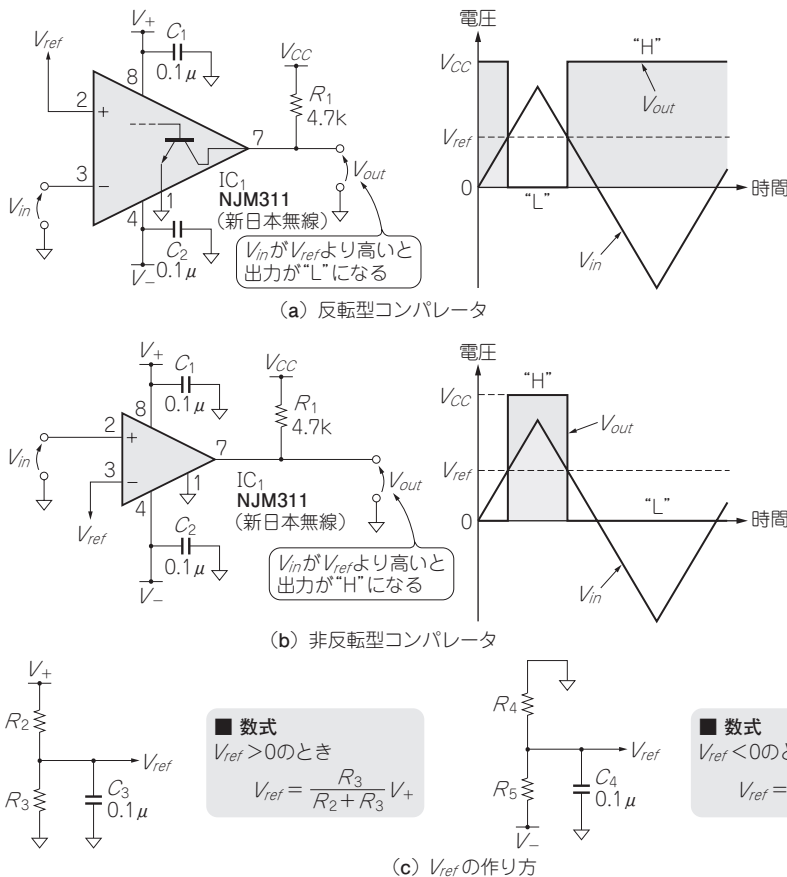 V+
C1
0.1μ
8
Vref
2
+
3
−
Vin
VCC
R1
4.7k
7
1
4
IC1
NJM311
(新日本無線)
Vout
C2
0.1μ
V−
VinがVrefより高いと
出力が“L”になる
電圧
VCC
“H”
Vout
Vref
0
“L”
時間
Vin
(a) 反転型コンパレータ
V+
C1
0.1μ
8
2
+
Vin
3
−
Vref
VCC
R1
4.7k
7
1
4
IC1
NJM311
(新日本無線)
Vout
C2
0.1μ
V−
VinがVrefより高いと
出力が“H”になる
電圧
VCC
“H”
Vout
Vref
“L”
0
時間
Vin
(b) 非反転型コンパレータ
V+
R2
Vref
R3
C3
0.1μ
■ 数式
Vref>0のとき
Vref = R3 / (R2+R3) V+
R4
Vref
R5
C4
0.1μ
V−
■ 数式
Vref<0のと
Vref =
(c) Vrefの作り方